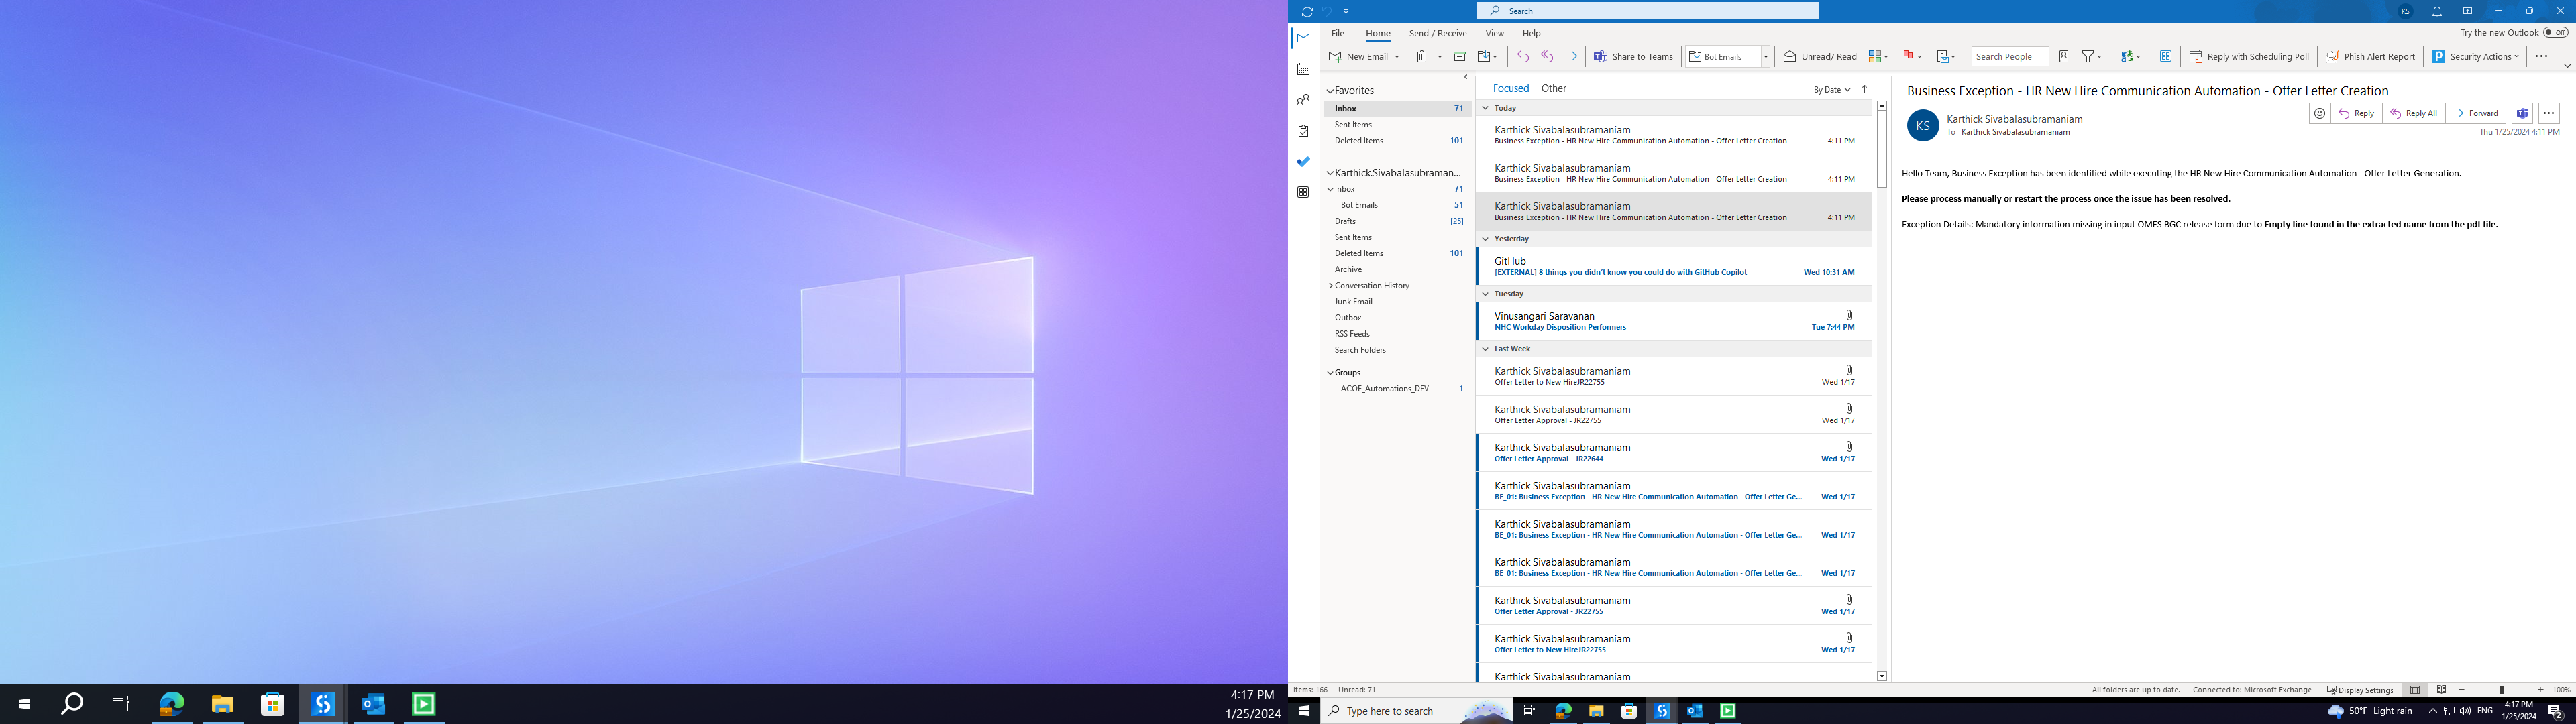 4:17 PM
1/25/2024
Search
KS
File Home Send / Receive View Help
Try the new Outlook Off
New Email Share to Teams Bot Emails Unread/ Read Search People Reply with Scheduling Poll Phish Alert Report Security Actions
Favorites
Inbox 71
Sent Items
Deleted Items 101
Karthick.Sivabalasubraman...
Inbox 71
Bot Emails 51
Drafts [25]
Sent Items
Deleted Items 101
Archive
Conversation History
Junk Email
Outbox
RSS Feeds
Search Folders
Groups
ACOE_Automations_DEV 1
Focused Other By Date
Today
Karthick Sivabalasubramaniam
Business Exception - HR New Hire Communication Automation - Offer Letter Creation 4:11 PM
Karthick Sivabalasubramaniam
Business Exception - HR New Hire Communication Automation - Offer Letter Creation 4:11 PM
Karthick Sivabalasubramaniam
Business Exception - HR New Hire Communication Automation - Offer Letter Creation 4:11 PM
Yesterday
GitHub
[EXTERNAL] 8 things you didn't know you could do with GitHub Copilot Wed 10:31 AM
Tuesday
Vinusangari Saravanan
NHC Workday Disposition Performers Tue 7:44 PM
Last Week
Karthick Sivabalasubramaniam
Offer Letter to New HireJR22755 Wed 1/17
Karthick Sivabalasubramaniam
Offer Letter Approval - JR22755 Wed 1/17
Karthick Sivabalasubramaniam
Offer Letter Approval - JR22644 Wed 1/17
Karthick Sivabalasubramaniam
BE_01: Business Exception - HR New Hire Communication Automation - Offer Letter Ge... Wed 1/17
Karthick Sivabalasubramaniam
BE_01: Business Exception - HR New Hire Communication Automation - Offer Letter Ge... Wed 1/17
Karthick Sivabalasubramaniam
BE_01: Business Exception - HR New Hire Communication Automation - Offer Letter Ge... Wed 1/17
Karthick Sivabalasubramaniam
Offer Letter Approval - JR22755 Wed 1/17
Karthick Sivabalasubramaniam
Offer Letter to New HireJR22755 Wed 1/17
Karthick Sivabalasubramaniam
Business Exception - HR New Hire Communication Automation - Offer Letter Creation
KS
Karthick Sivabalasubramaniam
To Karthick Sivabalasubramaniam
Reply Reply All Forward
Thu 1/25/2024 4:11 PM
Hello Team, Business Exception has been identified while executing the HR New Hire Communication Automation - Offer Letter Generation.
Please process manually or restart the process once the issue has been resolved.
Exception Details: Mandatory information missing in input OMES BGC release form due to Empty line found in the extracted name from the pdf file.
Items: 166 Unread: 71 All folders are up to date. Connected to: Microsoft Exchange Display Settings 100%
Type here to search 50°F Light rain ENG 4:17 PM
1/25/2024
2